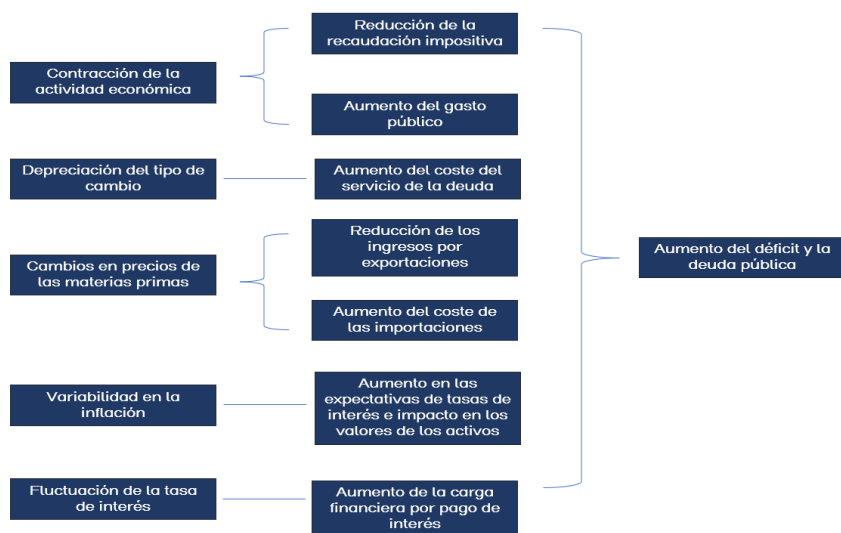 Contracción de la
actividad económica
Reducción de la
recaudación impositiva
Aumento del gasto
público
Depreciación del tipo de
cambio
Aumento del coste del
servicio de la deuda
Cambios en precios de
las materias primas
Reducción de los
ingresos por
exportaciones
Aumento del coste de
las importaciones
Variabilidad en la
inflación
Aumento en las
expectativas de tasas de
interés e impacto en los
valores de los activos
Fluctuación de la tasa
de interés
Aumento de la carga
financiera por pago de
interés
Aumento del déficit y la
deuda pública